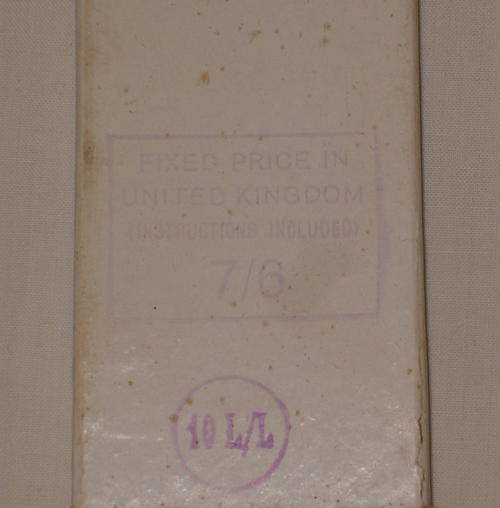 FIXED PRICE IN
UNITED KINGDOM
(INSTRUCTIONS INCLUDED)
7/6
10 L/L